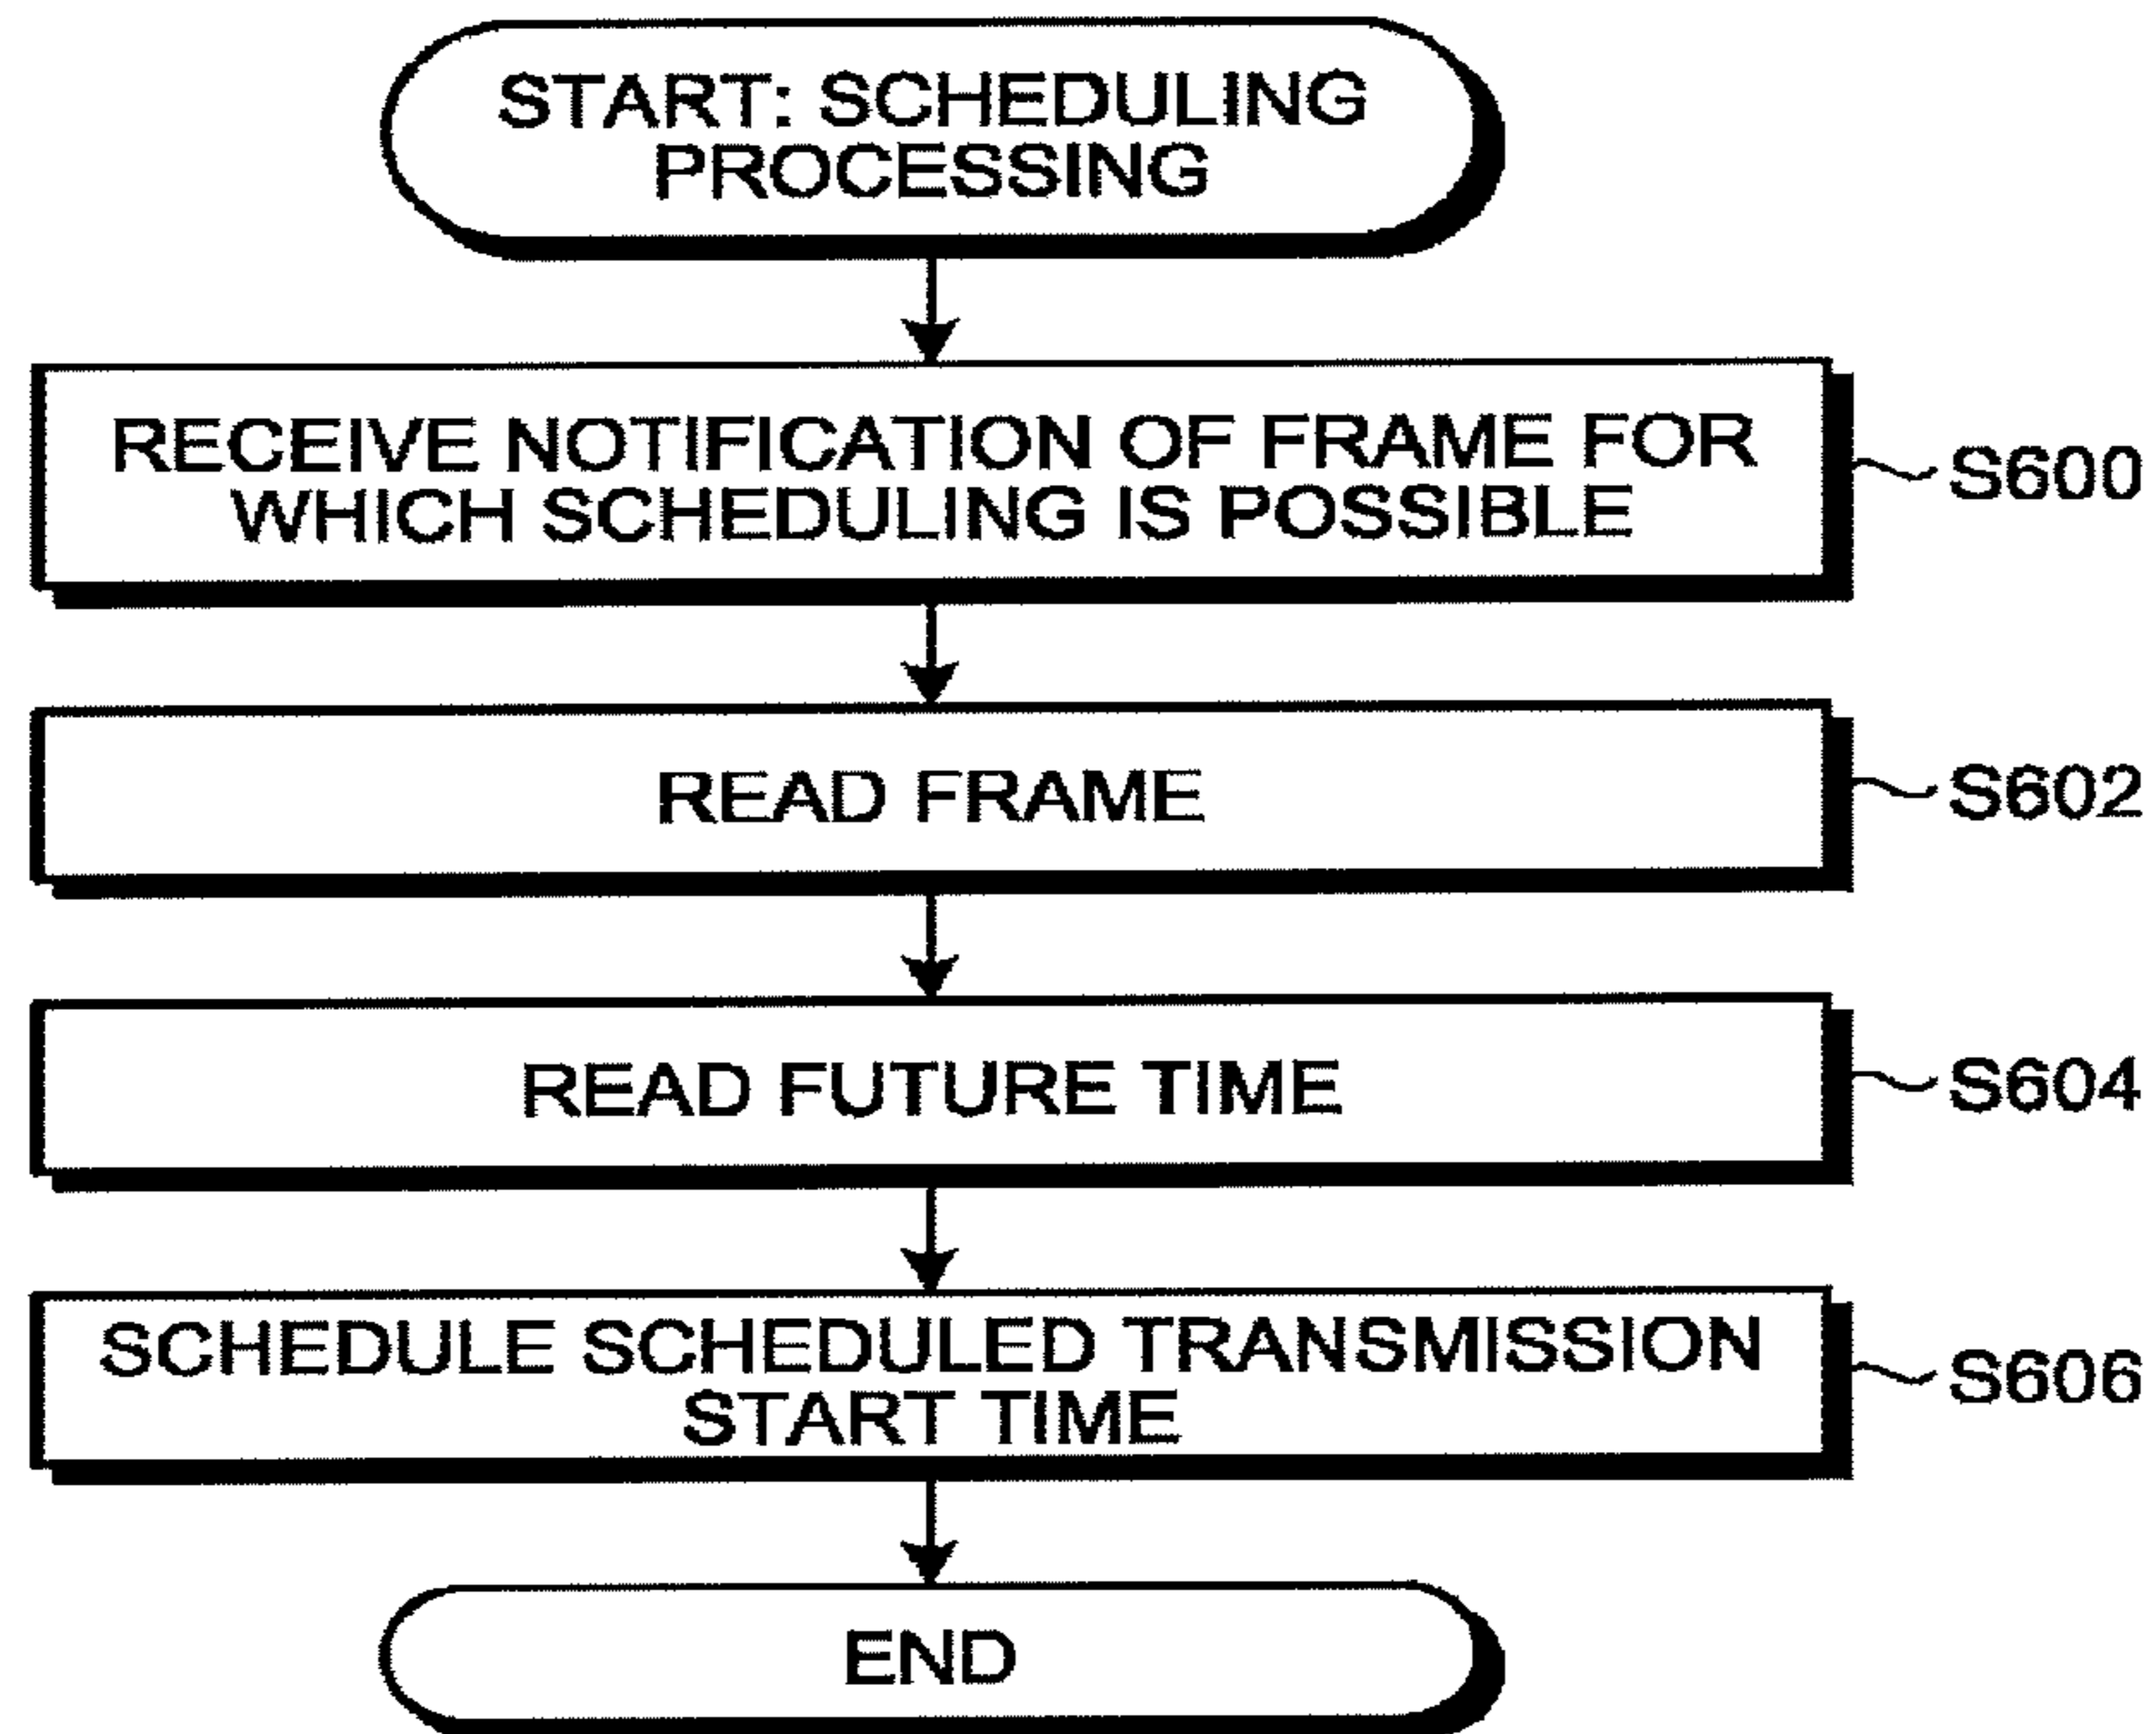 START: SCHEDULING
PROCESSING
RECEIVE NOTIFICATION OF FRAME FOR
WHICH SCHEDULING IS POSSIBLE
S600
READ FRAME
S602
READ FUTURE TIME
S604
SCHEDULE SCHEDULED TRANSMISSION
START TIME
S606
END